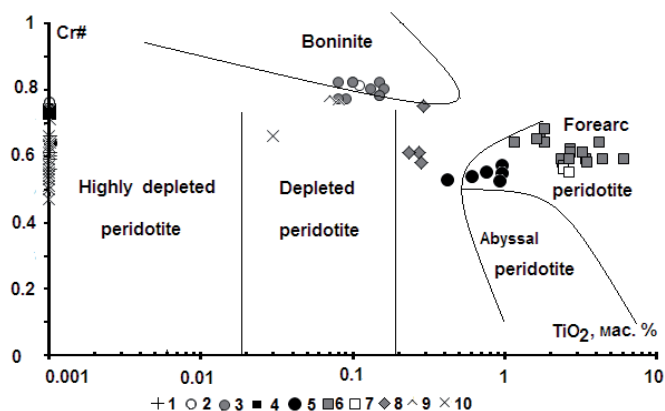 1
Cr#
Boninite
0.8
Forearc
0.6
Highly depleted
Depleted
peridotite
peridotite
peridotite
0.4
Abyssal
peridotite
0.2
TiO2, мас. %
0
0.001
0.01
0.1
1
10
1 2 3 4 5 6 7 8 9 10